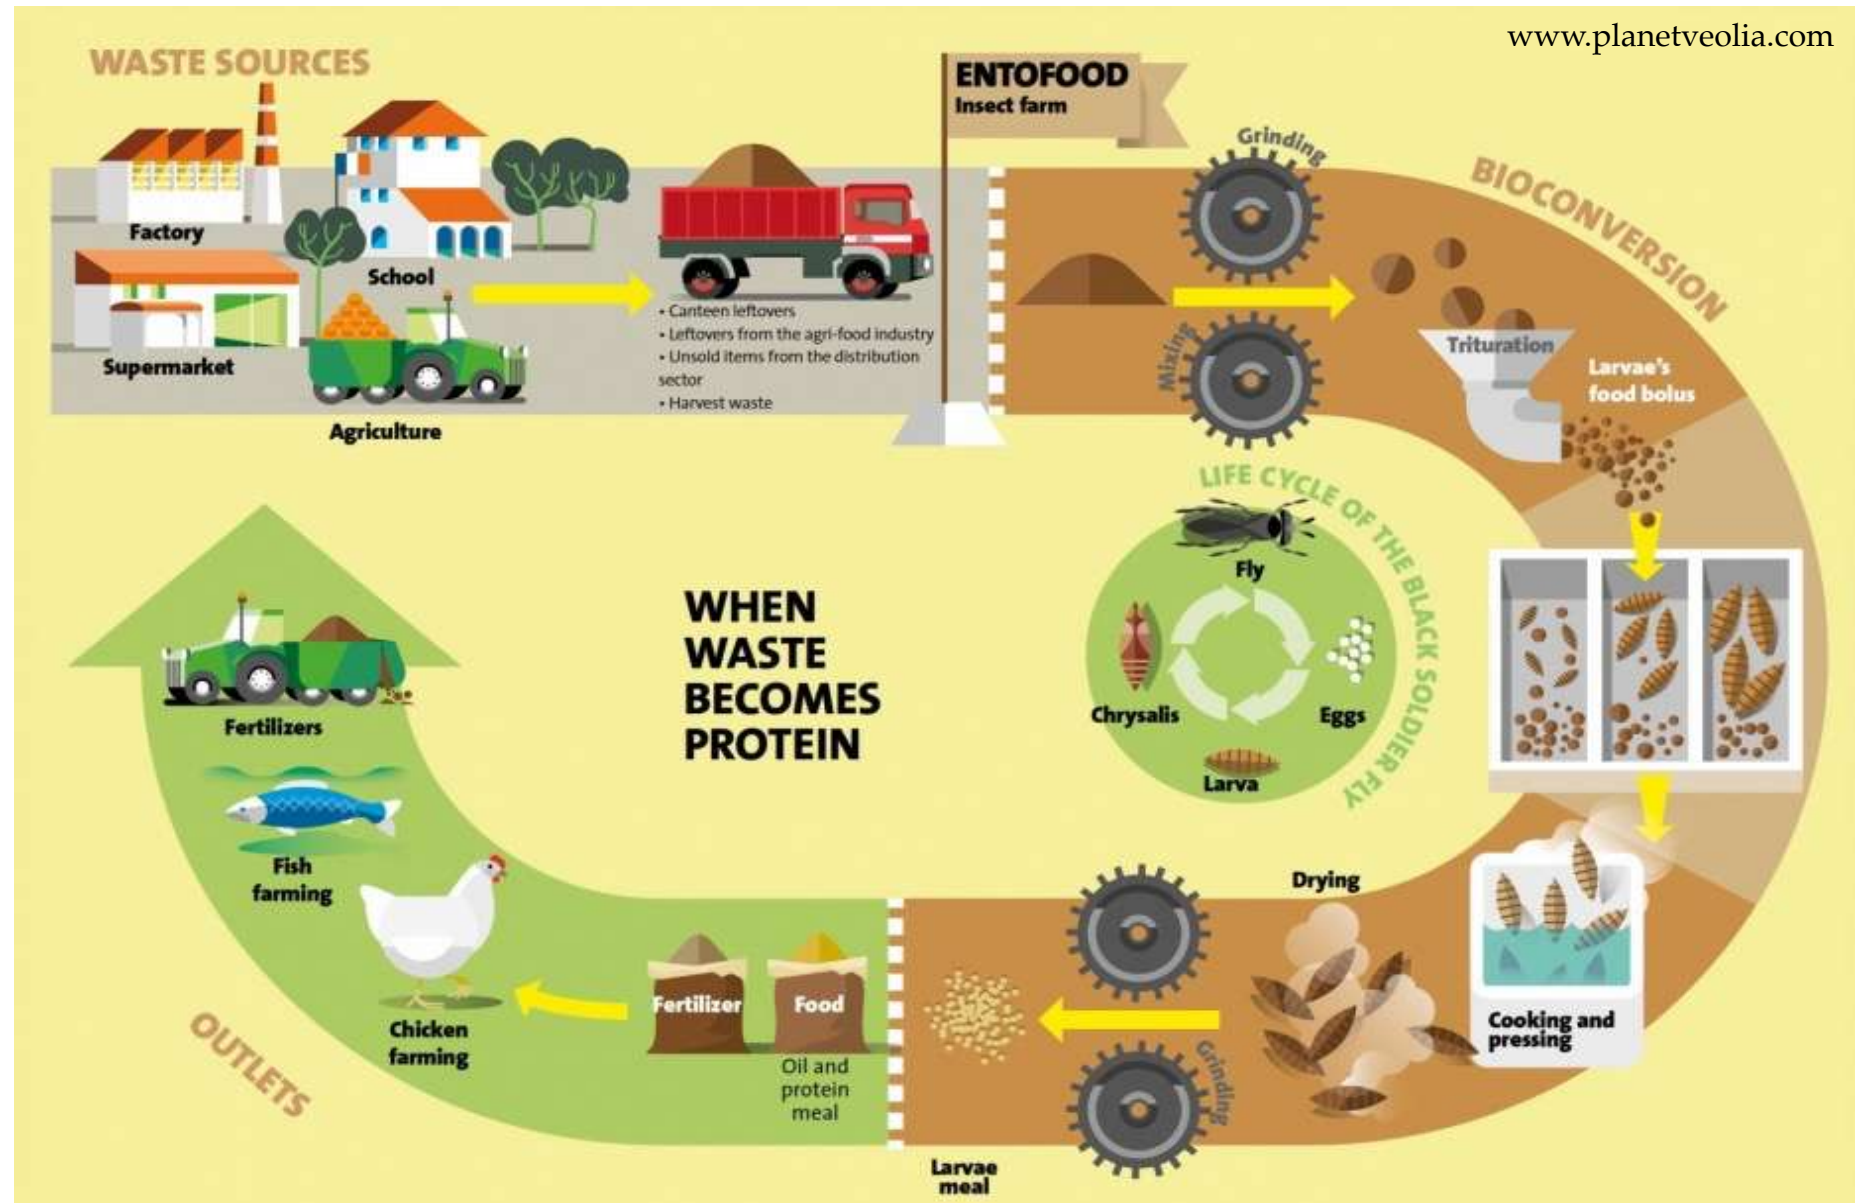 www.planetveolia.com
WASTE SOURCES
Factory
School
Supermarket
Agriculture
• Canteen leftovers
• Leftovers from the agri-food industry
• Unsold items from the distribution
sector
• Harvest waste
ENTOFOOD
Insect farm
Grinding
Mixing
BIOCONVERSION
Trituration
Larvae's
food bolus
LIFE CYCLE OF THE BLACK SOLDIER FLY
Fly
Eggs
Larva
Chrysalis
WHEN
WASTE
BECOMES
PROTEIN
Cooking and
pressing
Drying
Grinding
Larvae
meal
Food
Oil and
protein
meal
Fertilizer
OUTLETS
Chicken
farming
Fish
farming
Fertilizers